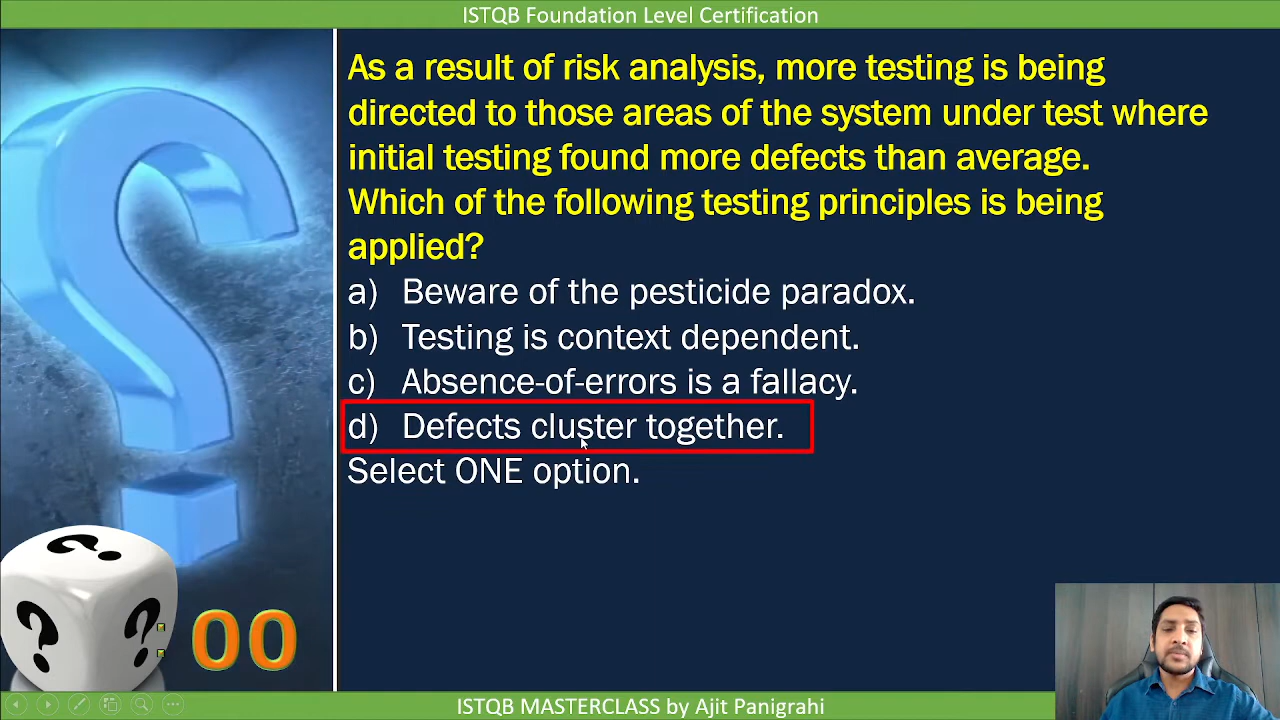 ISTQB Foundation Level Certification
As a result of risk analysis, more testing is being
directed to those areas of the system under test where
initial testing found more defects than average.
Which of the following testing principles is being
applied?
a) Beware of the pesticide paradox.
b) Testing is context dependent.
c) Absence-of-errors is a fallacy.
d) Defects cluster together.
Select ONE option.
00
ISTQB MASTERCLASS by Ajit Panigrahi